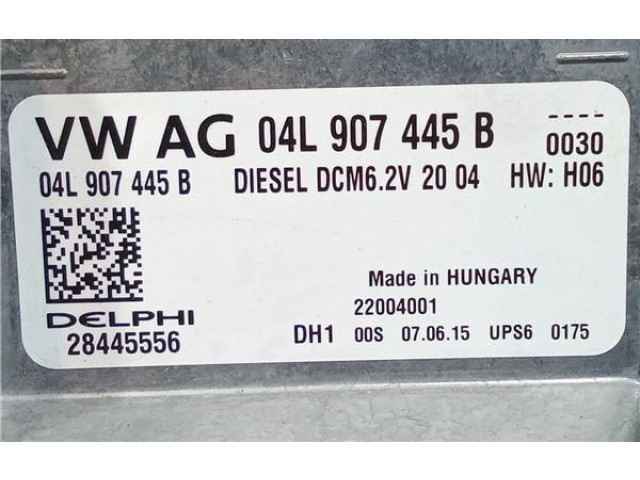 VW AG 04L 907 445 B ----
0030
04L 907 445 B DIESEL DCM6.2V 20 04 HW: H06
Made in HUNGARY
22004001
DELPHI
28445556
DH1 00S 07.06.15 UPS6 0175